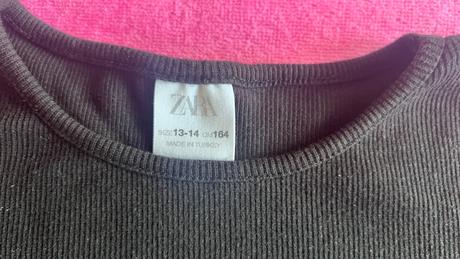 ZARA
SIZE 13-14 CM 164
MADE IN TURKEY